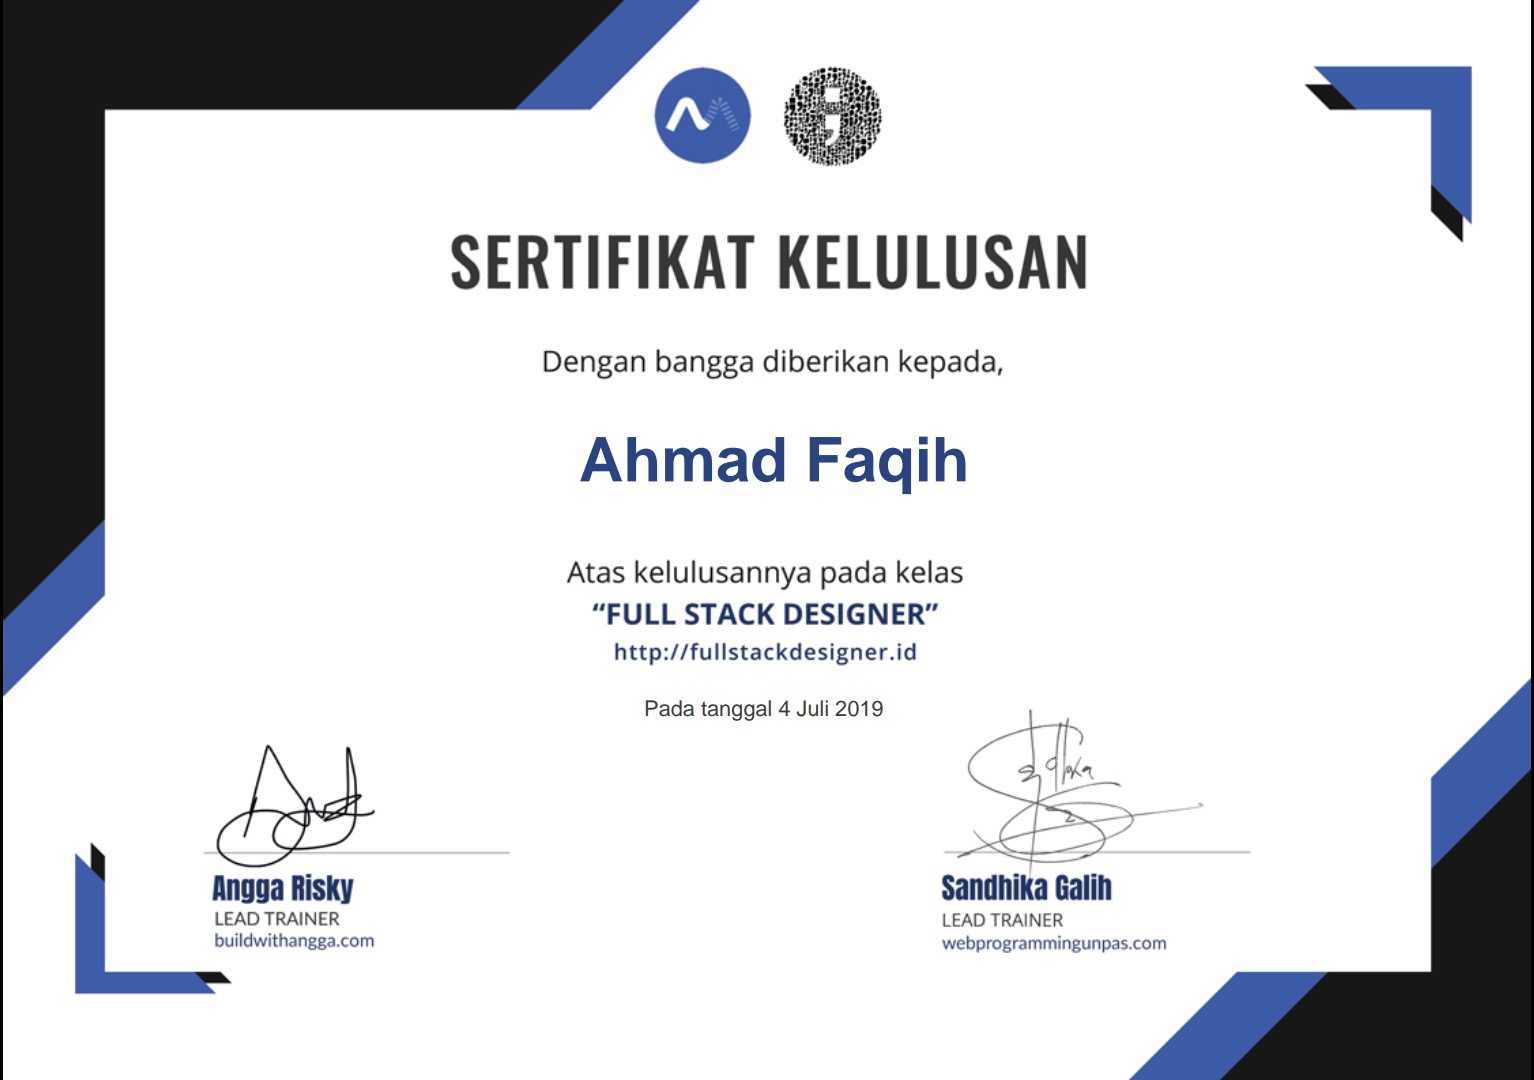 SERTIFIKAT KELULUSAN
Dengan bangga diberikan kepada,
Ahmad Faqih
Atas kelulusannya pada kelas
“FULL STACK DESIGNER”
http://fullstackdesigner.id
Pada tanggal 4 Juli 2019
Angga Risky
LEAD TRAINER
buildwithangga.com
Sandhika Galih
LEAD TRAINER
webprogrammingunpas.com